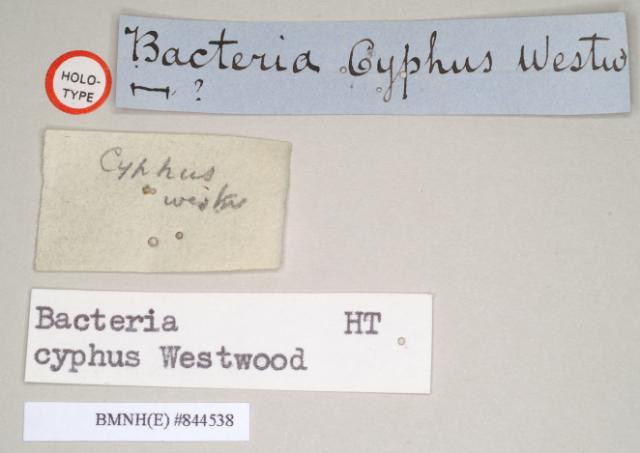 Bacteria Cyphus Westw
?
HOLO-
TYPE
Cyphus
westw
Bacteria HT
cyphus Westwood
BMNH(E) #844538